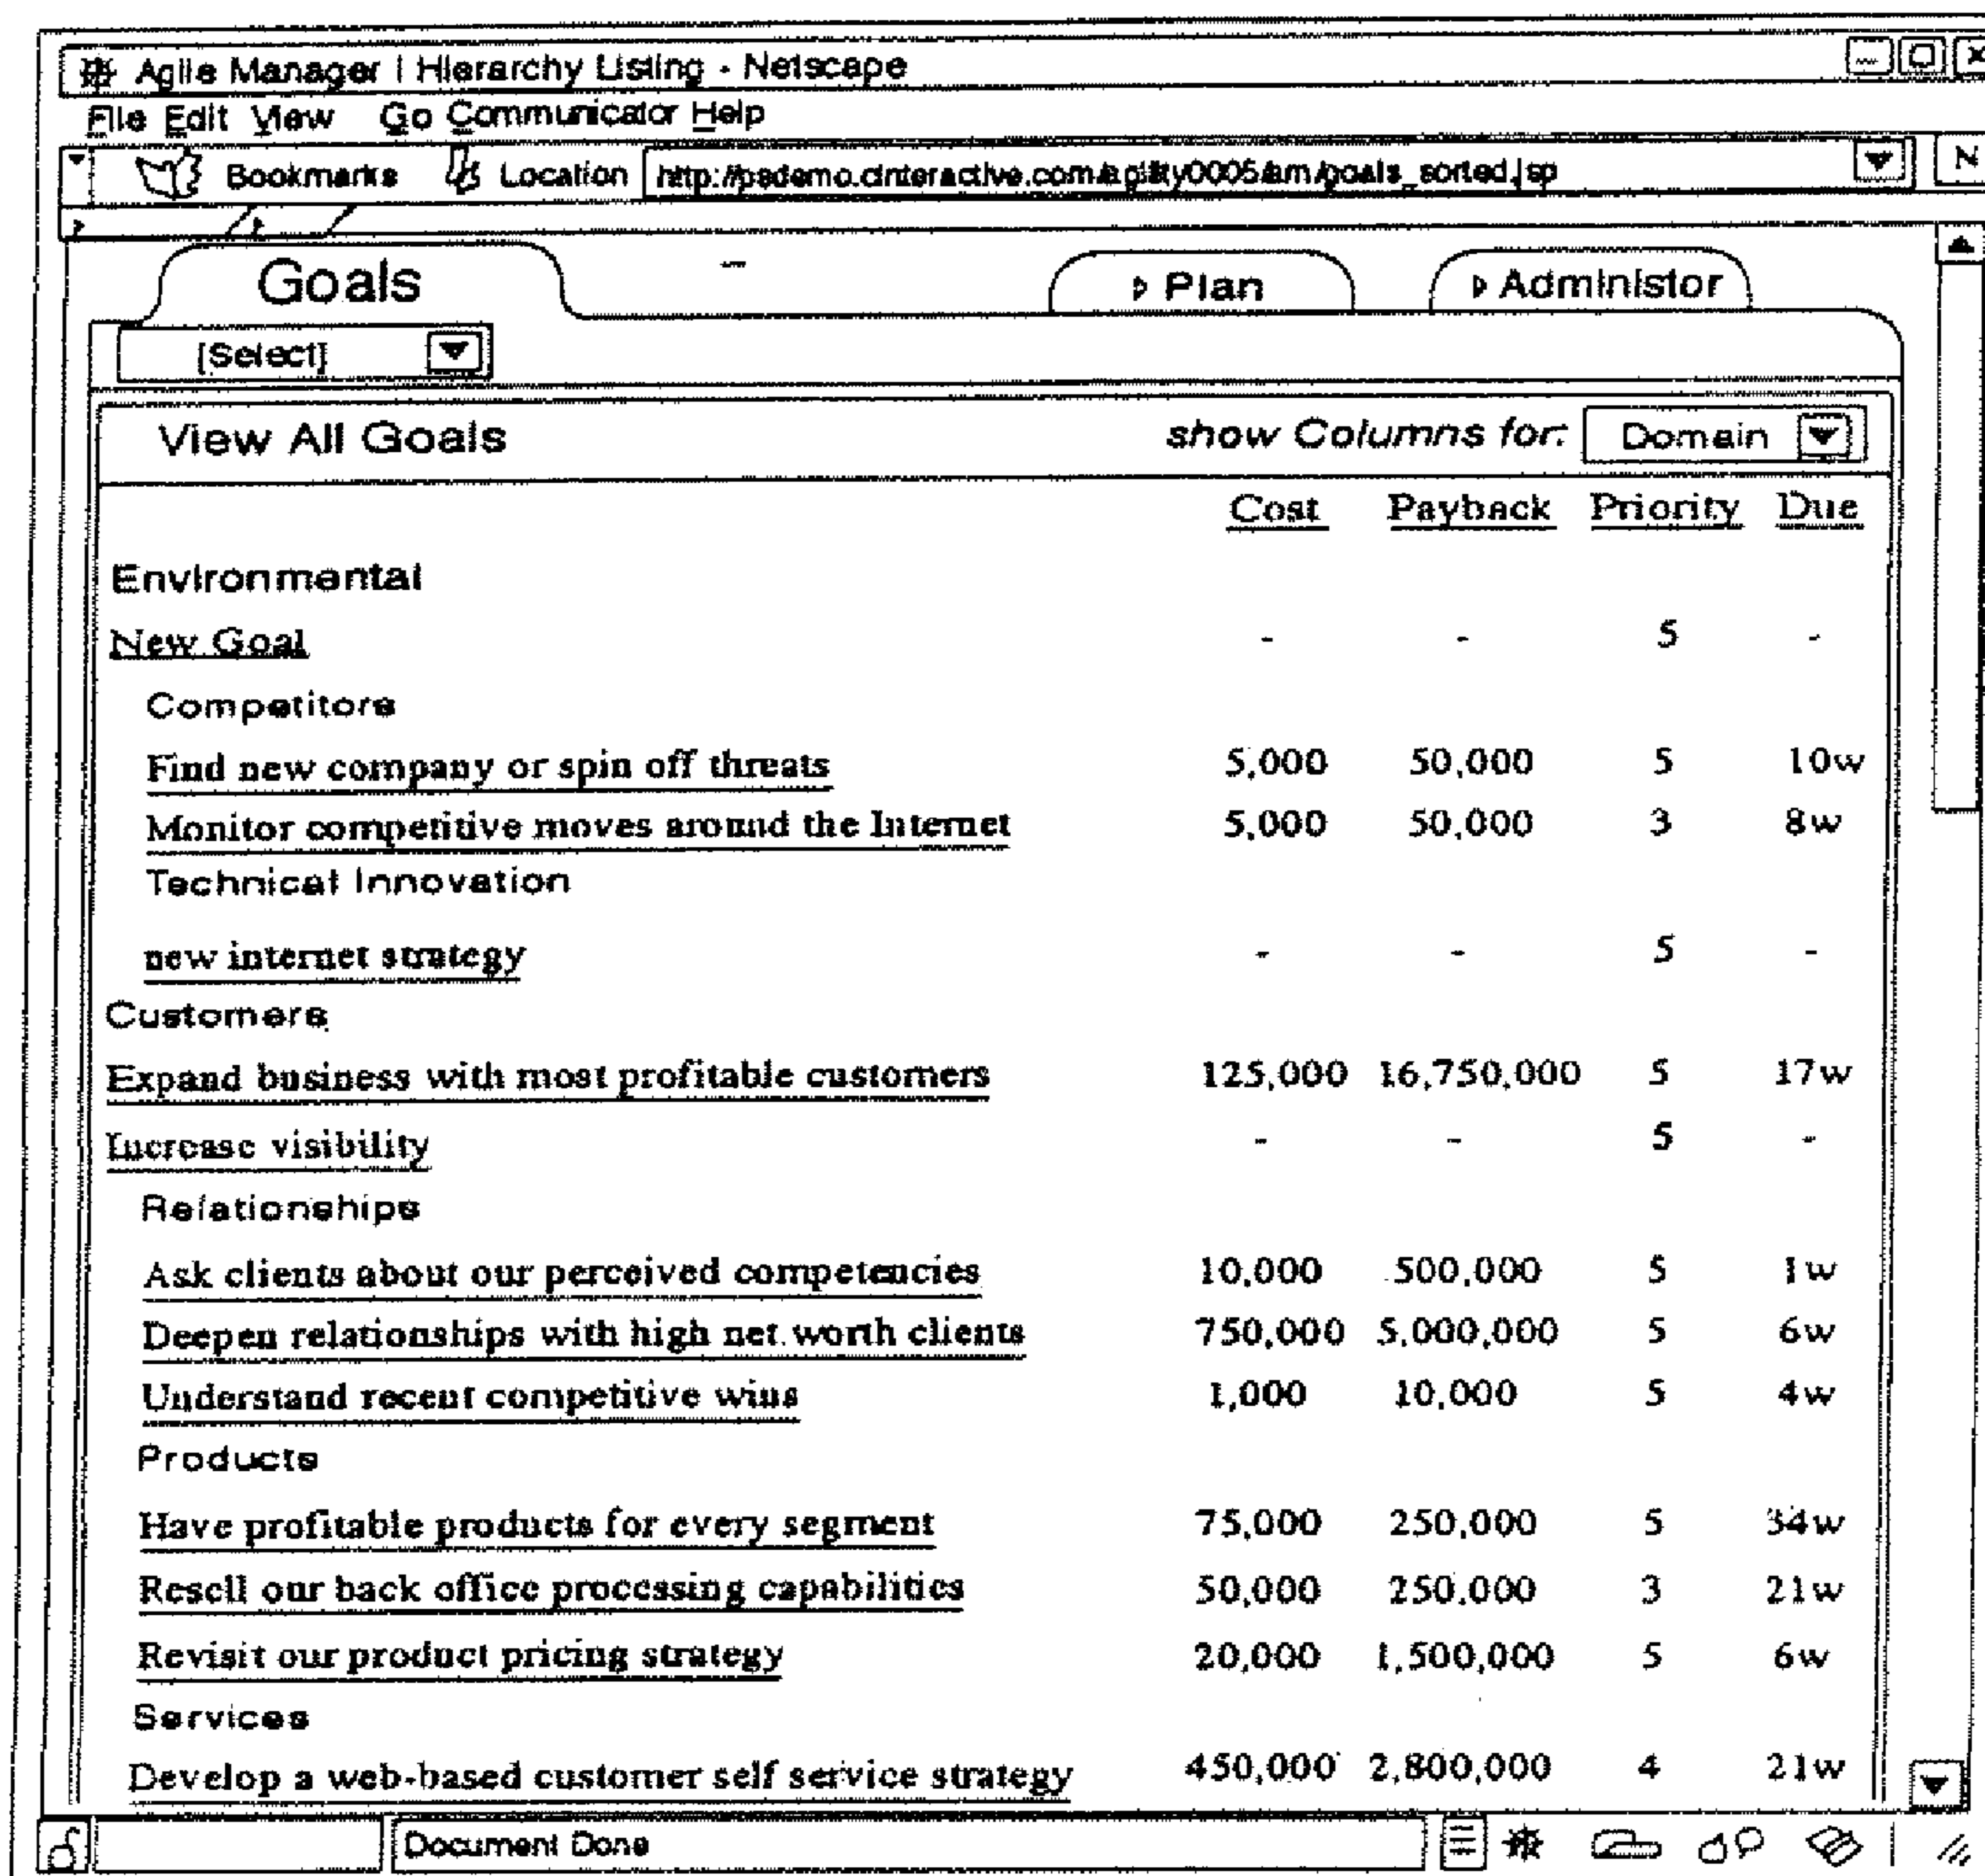 Agile Manager | Hierarchy Listing - Netscape
File Edit View Go Communicator Help
Bookmarks Location http://psdemo.cinteractive.com/agility0005/am/goals_sorted.jsp N
Goals Plan Administor
[Select]
View All Goals show Columns for: Domain
Cost Payback Priority Due
Environmental
New Goal - - 5 -
Competitors
Find new company or spin off threats 5,000 50,000 5 10w
Monitor competitive moves around the Internet 5,000 50,000 3 8w
Technical Innovation
new internet strategy - - 5 -
Customers
Expand business with most profitable customers 125,000 16,750,000 5 17w
Increase visibility - - 5 -
Relationships
Ask clients about our perceived competencies 10,000 500,000 5 1w
Deepen relationships with high net worth clients 750,000 5,000,000 5 6w
Understand recent competitive wins 1,000 10,000 5 4w
Products
Have profitable products for every segment 75,000 250,000 5 34w
Resell our back office processing capabilities 50,000 250,000 3 21w
Revisit our product pricing strategy 20,000 1,500,000 5 6w
Services
Develop a web-based customer self service strategy 450,000 2,800,000 4 21w
Document Done